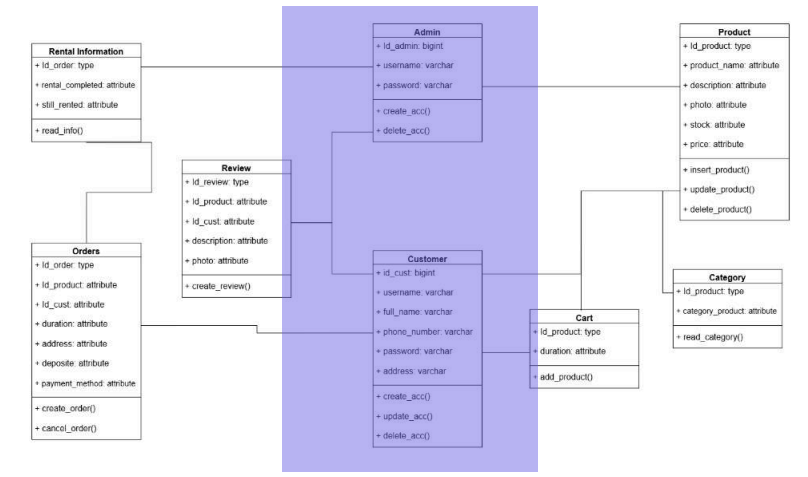 Rental Information
+ Id_order: type
+ rental_completed: attribute
+ still_rented: attribute
+ read_info()
Admin
+ Id_admin: bigint
+ username: varchar
+ password: varchar
+ create_acc()
+ delete_acc()
Product
+ Id_product: type
+ product_name: attribute
+ description: attribute
+ photo: attribute
+ stock: attribute
+ price: attribute
+ insert_product()
+ update_product()
+ delete_product()
Review
+ Id_review: type
+ Id_product: attribute
+ Id_cust: attribute
+ description: attribute
+ photo: attribute
+ create_review()
Orders
+ Id_order: type
+ Id_product: attribute
+ Id_cust: attribute
+ duration: attribute
+ address: attribute
+ deposite: attribute
+ payment_method: attribute
+ create_order()
+ cancel_order()
Customer
+ id_cust: bigint
+ username: varchar
+ full_name: varchar
+ phone_number: varchar
+ password: varchar
+ address: varchar
+ create_acc()
+ update_acc()
+ delete_acc()
Cart
+ Id_product: type
+ duration: attribute
+ add_product()
Category
+ Id_product: type
+ category_product: attribute
+ read_category()